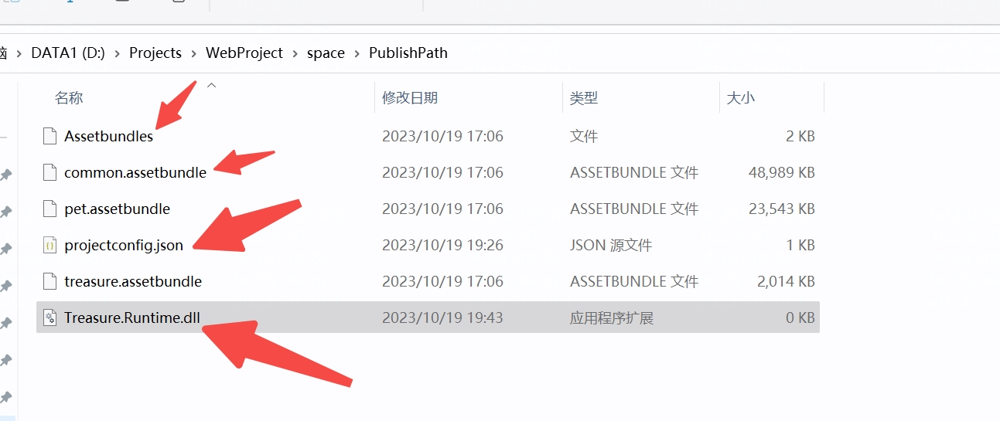 脑 › DATA1 (D:) › Projects › WebProject › space › PublishPath
名称 修改日期 类型 大小
Assetbundles 2023/10/19 17:06 文件 2 KB
common.assetbundle 2023/10/19 17:06 ASSETBUNDLE 文件 48,989 KB
pet.assetbundle 2023/10/19 17:06 ASSETBUNDLE 文件 23,543 KB
projectconfig.json 2023/10/19 19:26 JSON 源文件 1 KB
treasure.assetbundle 2023/10/19 17:06 ASSETBUNDLE 文件 2,014 KB
Treasure.Runtime.dll 2023/10/19 19:43 应用程序扩展 0 KB